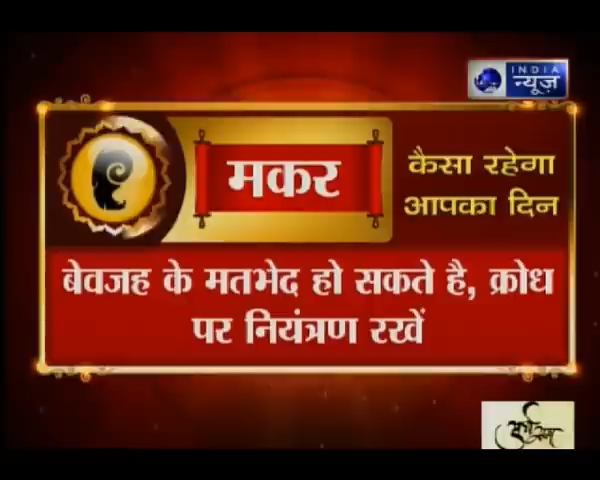 INDIA
न्यूज़
मकर
कैसा रहेगा
आपका दिन
बेवजह के मतभेद हो सकते है, क्रोध
पर नियंत्रण रखें